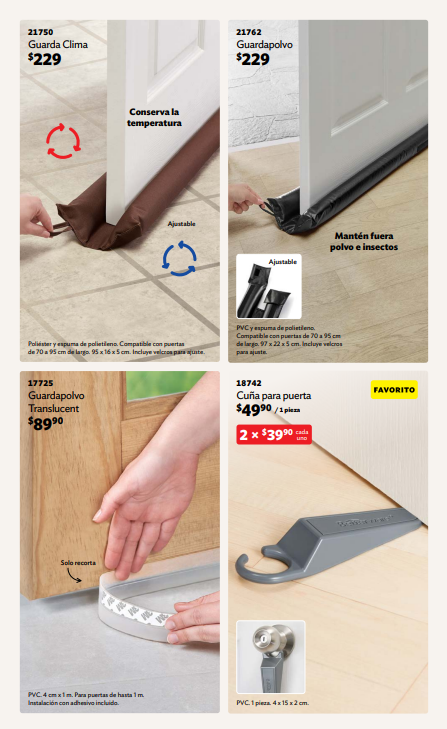 21750
Guarda Clima
$229
Conserva la
temperatura
Ajustable
Poliéster y espuma de polietileno. Compatible con puertas
de 70 a 95 cm de largo. 95 x 16 x 5 cm. Incluye velcros para ajuste.
21762
Guardapolvo
$229
Mantén fuera
polvo e insectos
Ajustable
PVC y espuma de polietileno.
Compatible con puertas de 70 a 95 cm
de largo. 97 x 22 x 5 cm. Incluye velcros
para ajuste.
17725
Guardapolvo
Translucent
$89⁹⁰
Solo recorta
PVC. 4 cm x 1 m. Para puertas de hasta 1 m.
Instalación con adhesivo incluido.
18742
Cuña para puerta
$49⁹⁰ / 1 pieza
FAVORITO
2 x $39⁹⁰ cada
uno
PVC. 1 pieza. 4 x 15 x 2 cm.